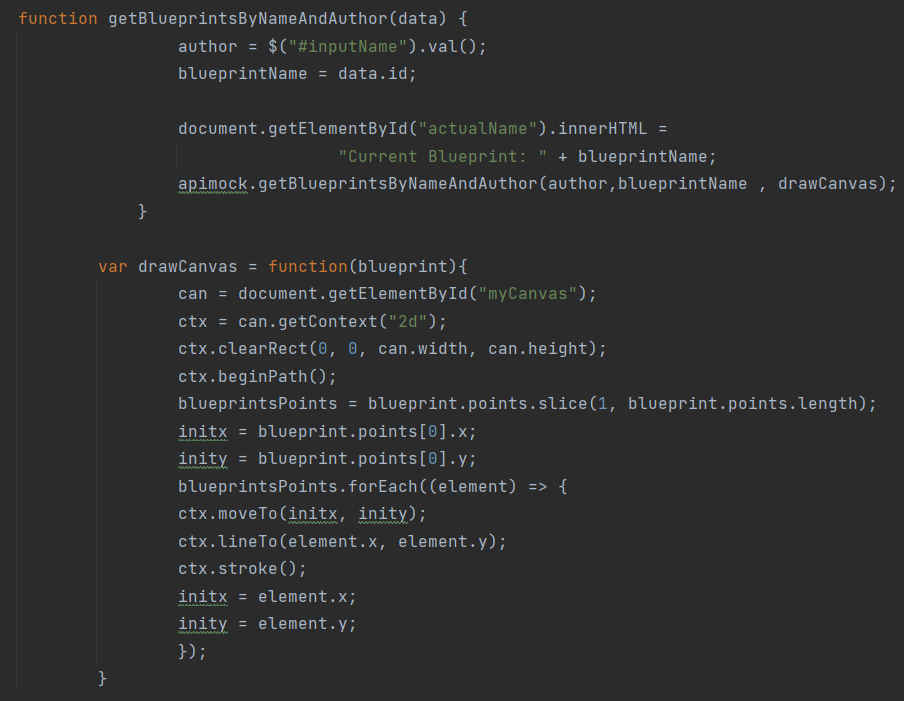 function getBlueprintsByNameAndAuthor(data) {
author = $("#inputName").val();
blueprintName = data.id;
document.getElementById("actualName").innerHTML =
"Current Blueprint: " + blueprintName;
apimock.getBlueprintsByNameAndAuthor(author,blueprintName , drawCanvas);
}
var drawCanvas = function(blueprint){
can = document.getElementById("myCanvas");
ctx = can.getContext("2d");
ctx.clearRect(0, 0, can.width, can.height);
ctx.beginPath();
blueprintsPoints = blueprint.points.slice(1, blueprint.points.length);
initx = blueprint.points[0].x;
inity = blueprint.points[0].y;
blueprintsPoints.forEach((element) => {
ctx.moveTo(initx, inity);
ctx.lineTo(element.x, element.y);
ctx.stroke();
initx = element.x;
inity = element.y;
});
}